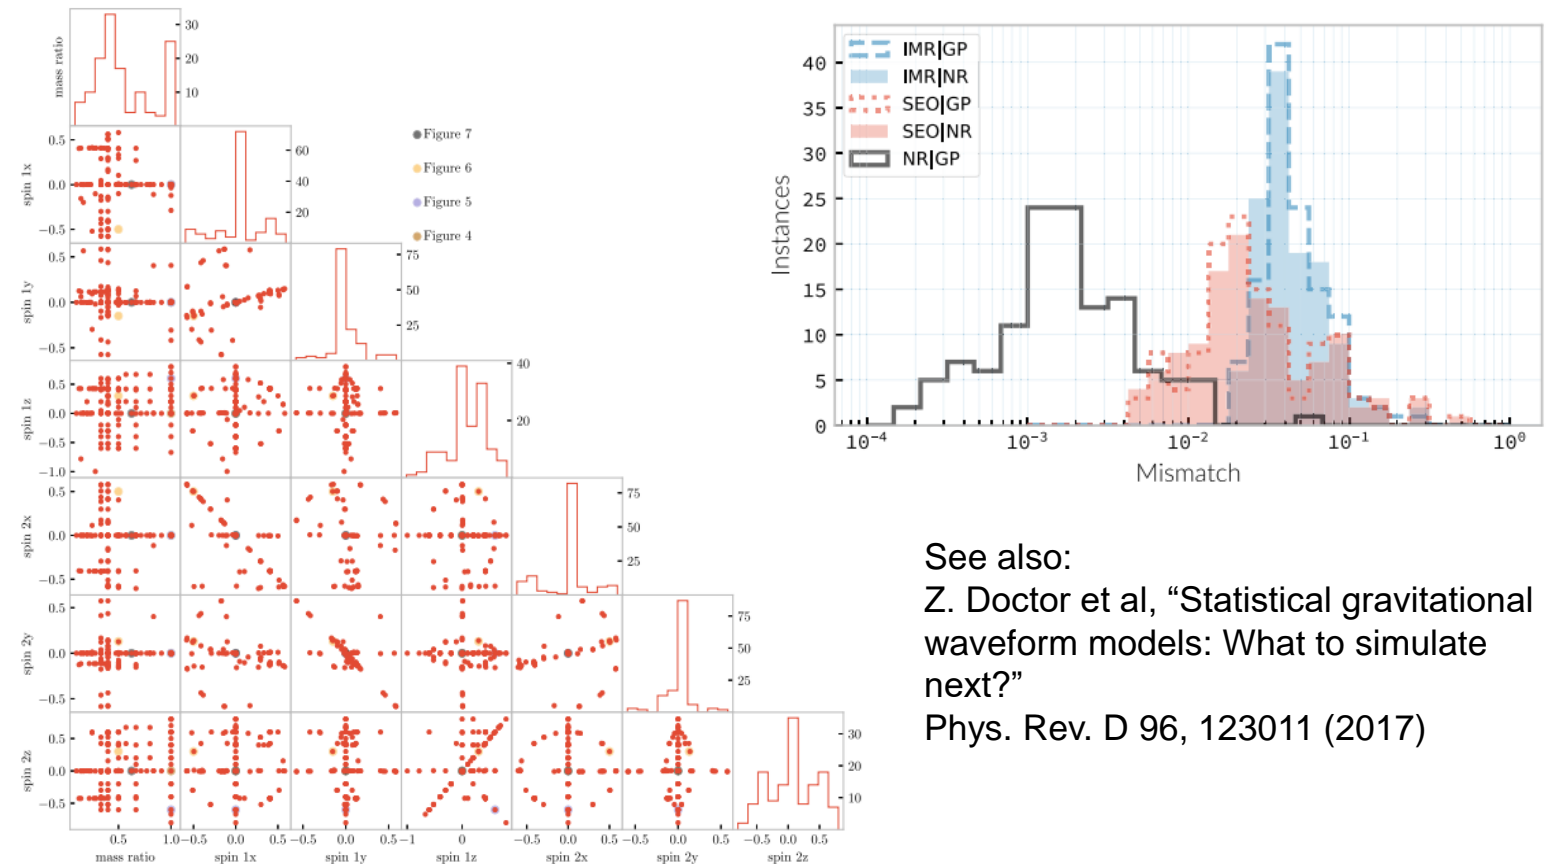 mass ratio
30
20
10
Figure 7
Figure 6
Figure 5
Figure 4
spin 1x
0.5
0.0
−0.5
60
40
20
spin 1y
0.5
0.0
−0.5
75
50
25
spin 1z
0.5
0.0
−0.5
−1.0
40
20
spin 2x
0.5
0.0
−0.5
75
50
25
spin 2y
0.5
0.0
−0.5
75
50
25
spin 2z
0.5
0.0
−0.5
30
20
10
0.5 1.0 −0.5 0.0 0.5 −0.5 0.0 0.5 −1 0 −0.5 0.0 0.5 −0.5 0.0 0.5 −0.5 0.0 0.5
mass ratio spin 1x spin 1y spin 1z spin 2x spin 2y spin 2z
IMR|GP
IMR|NR
SEO|GP
SEO|NR
NR|GP
Instances
40
35
30
25
20
15
10
5
0
10⁻⁴ 10⁻³ 10⁻² 10⁻¹ 10⁰
Mismatch
See also:
Z. Doctor et al, “Statistical gravitational
waveform models: What to simulate
next?”
Phys. Rev. D 96, 123011 (2017)